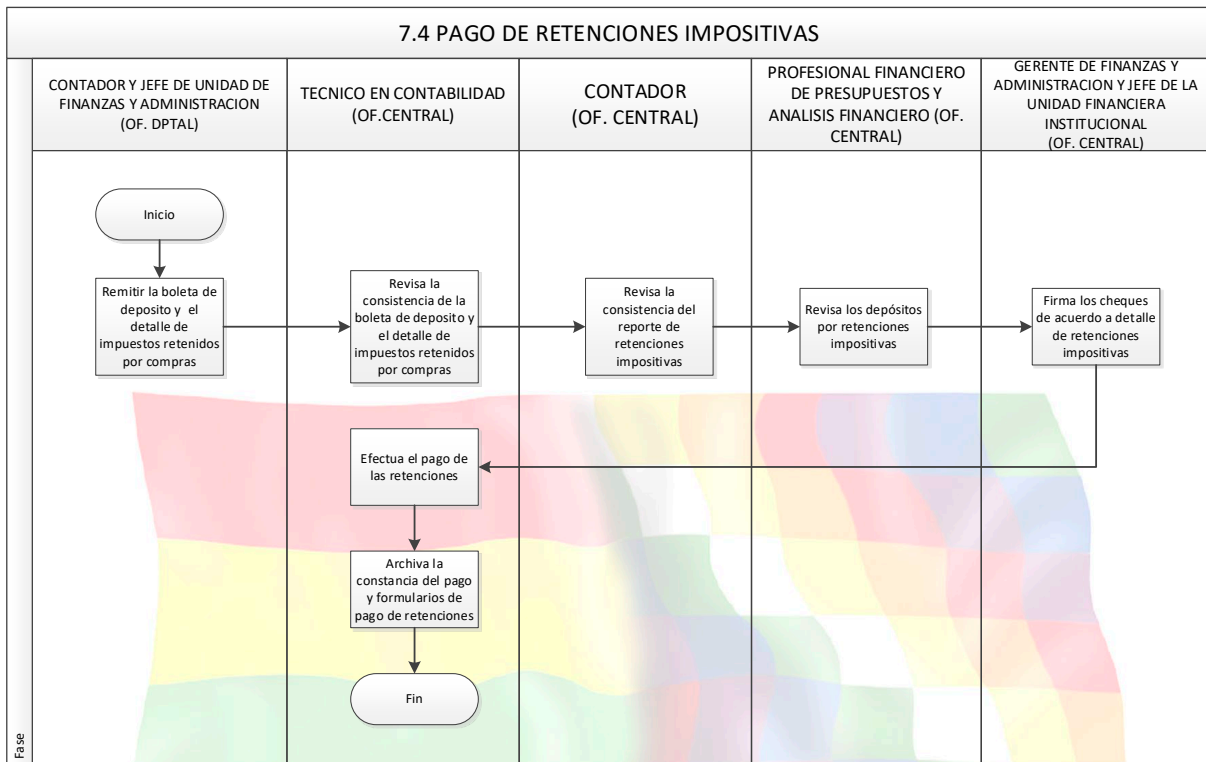 7.4 PAGO DE RETENCIONES IMPOSITIVAS
CONTADOR Y JEFE DE UNIDAD DE
FINANZAS Y ADMINISTRACION
(OF. DPTAL)
TECNICO EN CONTABILIDAD
(OF.CENTRAL)
CONTADOR
(OF. CENTRAL)
PROFESIONAL FINANCIERO
DE PRESUPUESTOS Y
ANALISIS FINANCIERO (OF.
CENTRAL)
GERENTE DE FINANZAS Y
ADMINISTRACION Y JEFE DE LA
UNIDAD FINANCIERA
INSTITUCIONAL
(OF. CENTRAL)
Inicio
Remitir la boleta de
deposito y el
detalle de
impuestos retenidos
por compras
Revisa la
consistencia de la
boleta de deposito y
el detalle de
impuestos retenidos
por compras
Revisa la
consistencia del
reporte de
retenciones
impositivas
Revisa los depósitos
por retenciones
impositivas
Firma los cheques
de acuerdo a detalle
de retenciones
impositivas
Efectua el pago de
las retenciones
Archiva la
constancia del pago
y formularios de
pago de retenciones
Fin
Fase